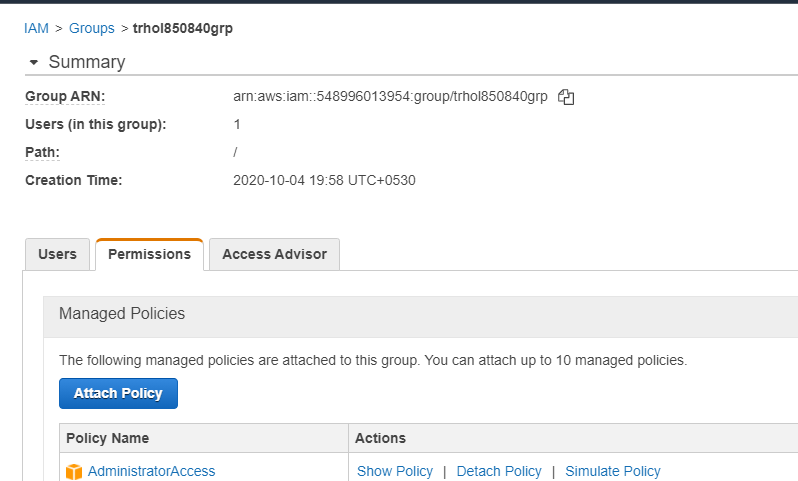 IAM > Groups > trhol850840grp
Summary
Group ARN: arn:aws:iam::548996013954:group/trhol850840grp
Users (in this group): 1
Path: /
Creation Time: 2020-10-04 19:58 UTC+0530
Users Permissions Access Advisor
Managed Policies
The following managed policies are attached to this group. You can attach up to 10 managed policies.
Attach Policy
Policy Name Actions
AdministratorAccess Show Policy | Detach Policy | Simulate Policy